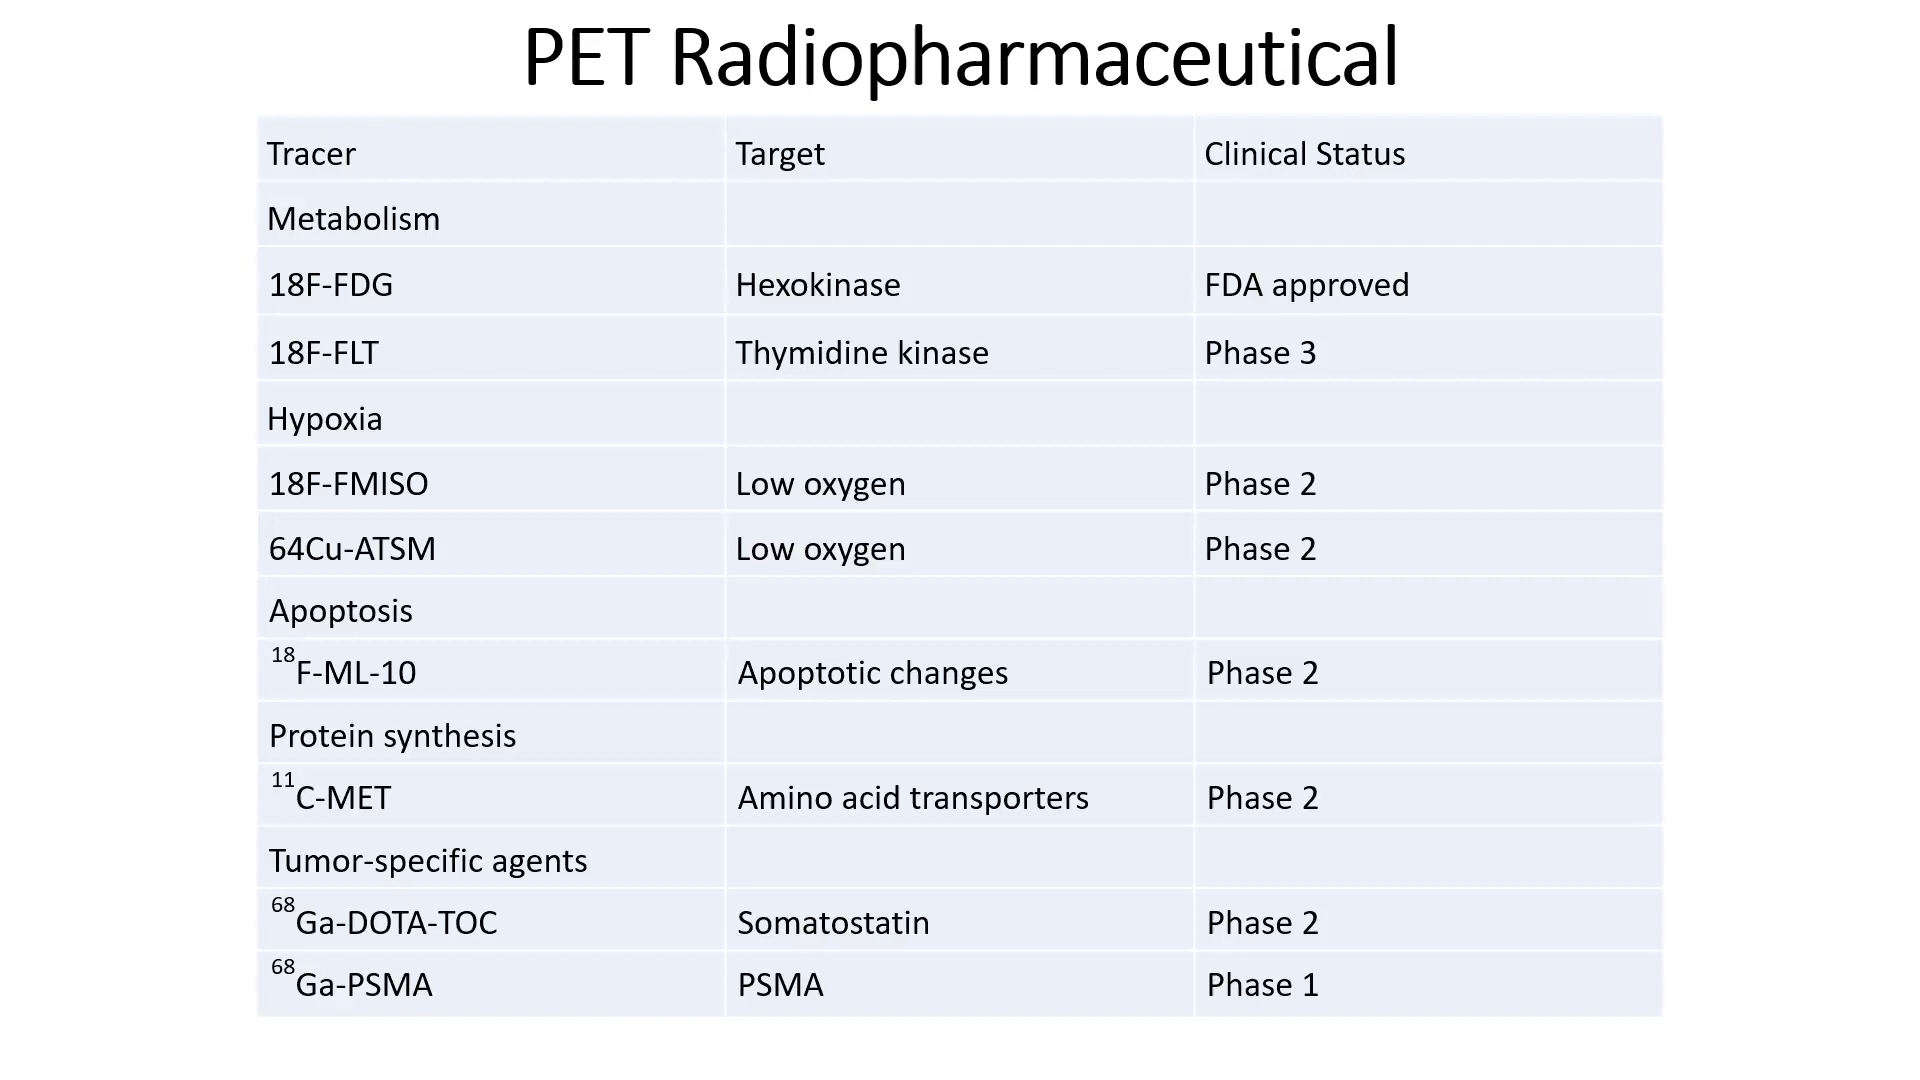 PET Radiopharmaceutical
Tracer Target Clinical Status
Metabolism
18F-FDG Hexokinase FDA approved
18F-FLT Thymidine kinase Phase 3
Hypoxia
18F-FMISO Low oxygen Phase 2
64Cu-ATSM Low oxygen Phase 2
Apoptosis
¹⁸F-ML-10 Apoptotic changes Phase 2
Protein synthesis
¹¹C-MET Amino acid transporters Phase 2
Tumor-specific agents
⁶⁸Ga-DOTA-TOC Somatostatin Phase 2
⁶⁸Ga-PSMA PSMA Phase 1